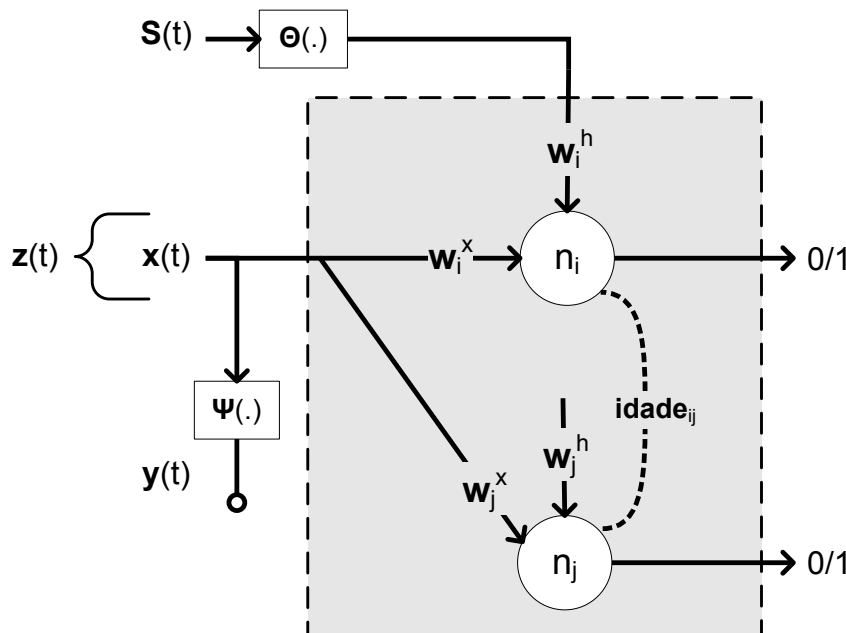 S(t) Θ(.)
w_i^h
z(t) x(t) w_i^x n_i 0/1
Ψ(.) idade_ij
w_j^h
y(t) w_j^x
n_j 0/1